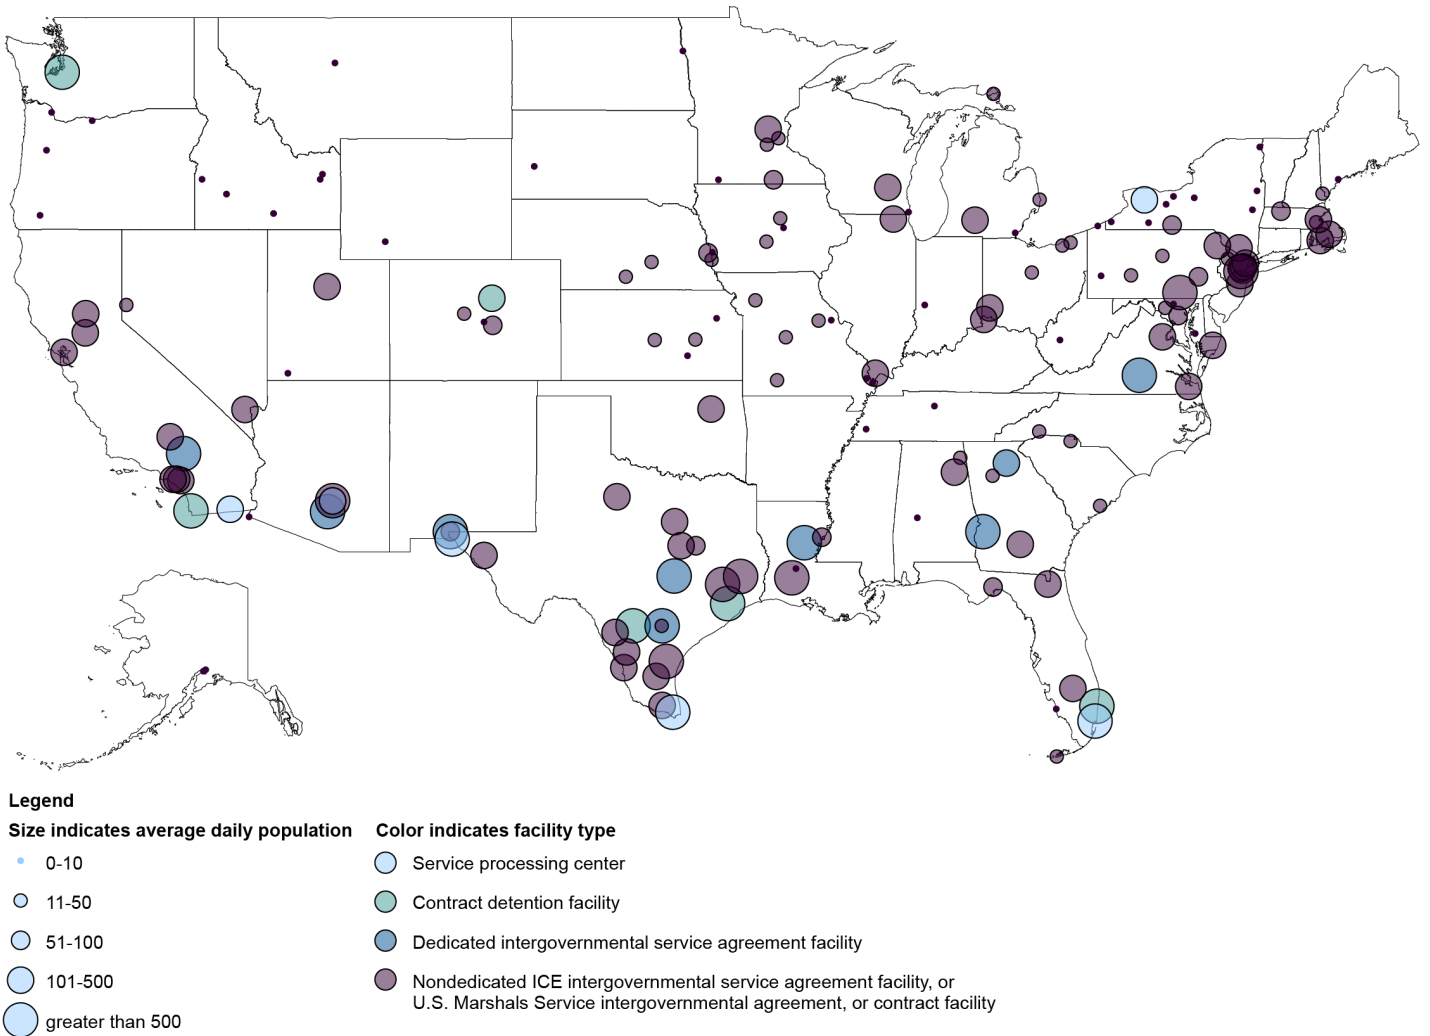 Legend
Size indicates average daily population
0-10
11-50
51-100
101-500
greater than 500
Color indicates facility type
Service processing center
Contract detention facility
Dedicated intergovernmental service agreement facility
Nondedicated ICE intergovernmental service agreement facility, or
U.S. Marshals Service intergovernmental agreement, or contract facility